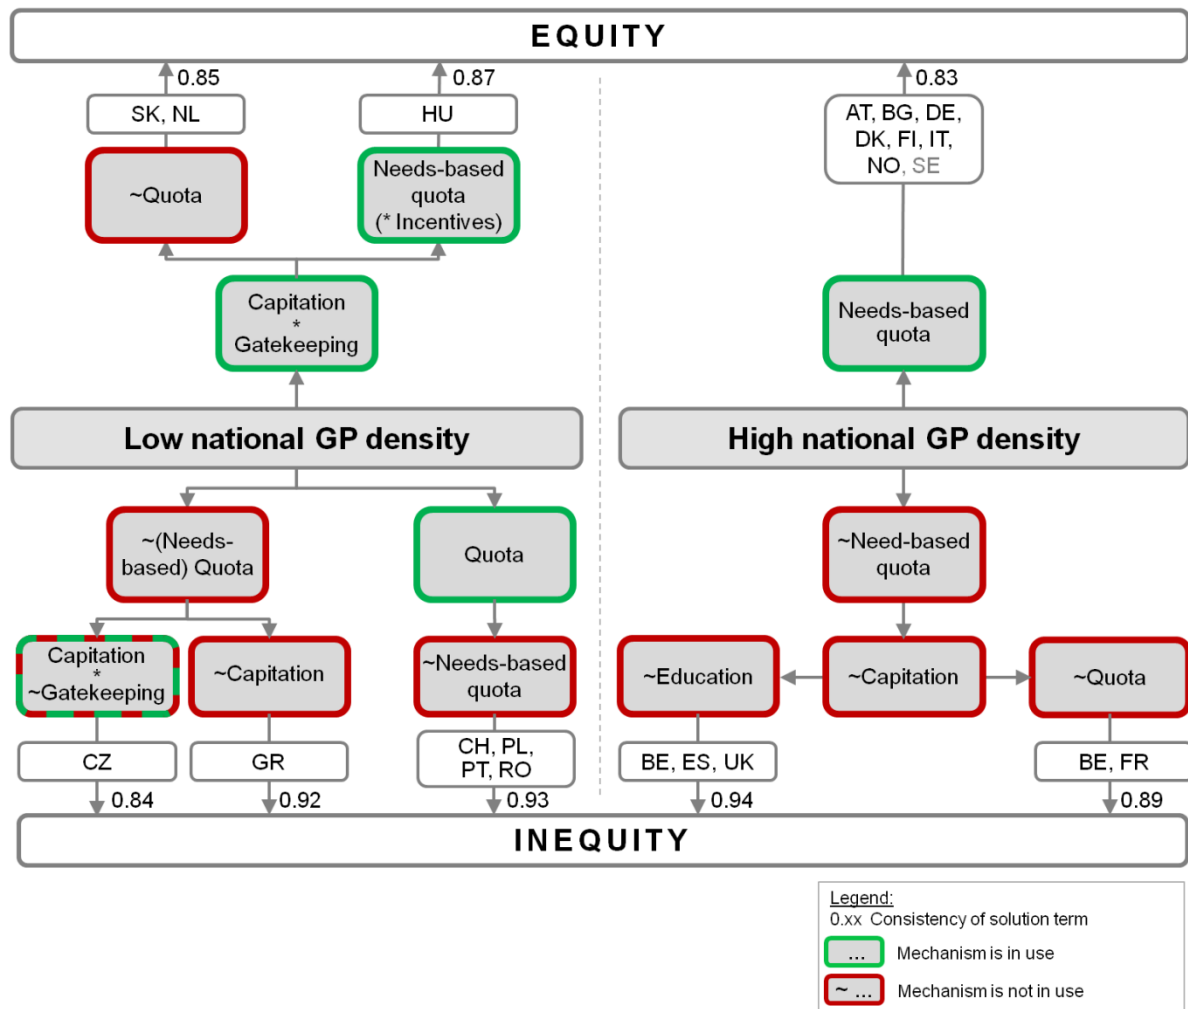 EQUITY
0.85
0.87
0.83
SK, NL
HU
AT, BG, DE,
DK, FI, IT,
NO, SE
~Quota
Needs-based
quota
(* Incentives)
Capitation
*
Gatekeeping
Needs-based
quota
Low national GP density
High national GP density
~(Needs-
based) Quota
Quota
~Need-based
quota
Capitation
*
~Gatekeeping
~Capitation
~Needs-based
quota
~Education
~Capitation
~Quota
CZ
GR
CH, PL,
PT, RO
BE, ES, UK
BE, FR
0.84
0.92
0.93
0.94
0.89
INEQUITY
Legend:
0.xx Consistency of solution term
... Mechanism is in use
~ ... Mechanism is not in use